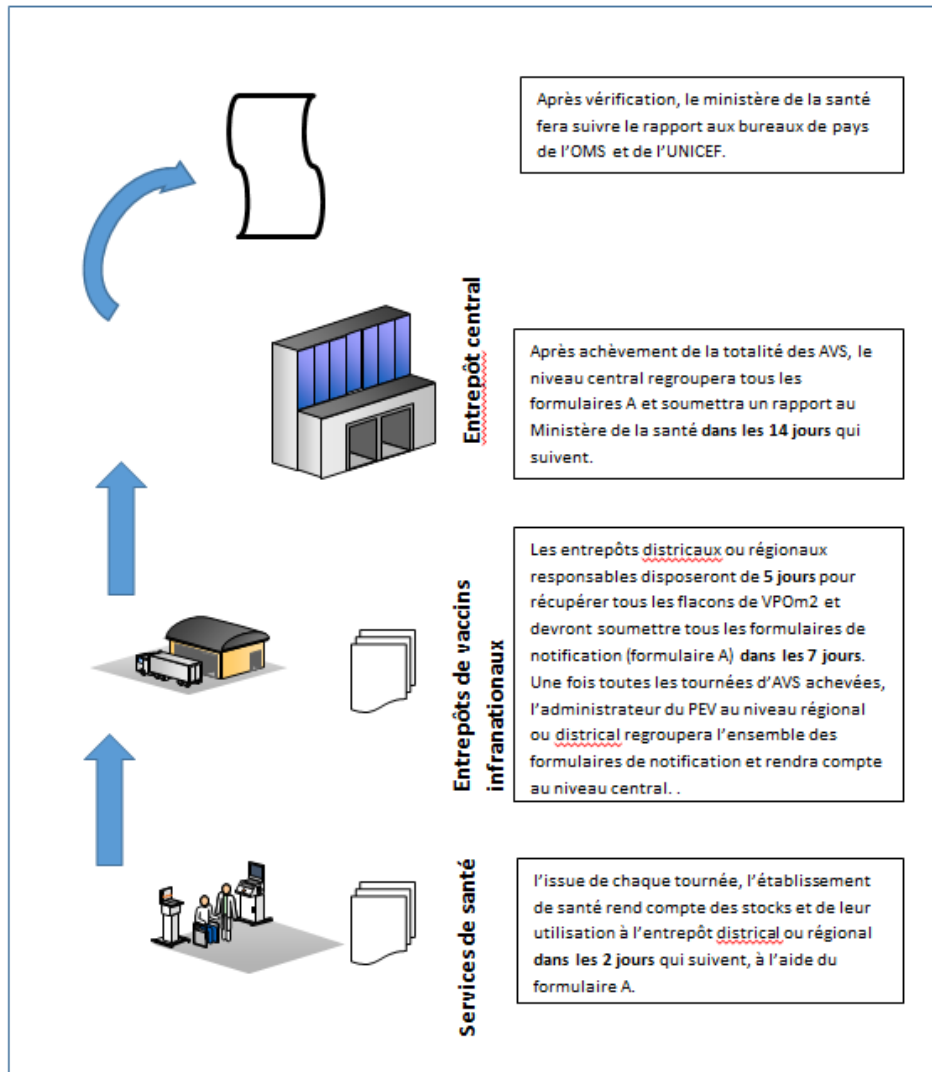 Après vérification, le ministère de la santé
fera suivre le rapport aux bureaux de pays
de l'OMS et de l'UNICEF.
Entrepôt central
Après achèvement de la totalité des AVS, le
niveau central regroupera tous les
formulaires A et soumettra un rapport au
Ministère de la santé dans les 14 jours qui
suivent.
Entrepôts de vaccins
infranationaux
Les entrepôts districaux ou régionaux
responsables disposeront de 5 jours pour
récupérer tous les flacons de VPOm2 et
devront soumettre tous les formulaires de
notification (formulaire A) dans les 7 jours.
Une fois toutes les tournées d'AVS achevées,
l'administrateur du PEV au niveau régional
ou districal regroupera l'ensemble des
formulaires de notification et rendra compte
au niveau central. .
Services de santé
l'issue de chaque tournée, l'établissement
de santé rend compte des stocks et de leur
utilisation à l'entrepôt districal ou régional
dans les 2 jours qui suivent, à l'aide du
formulaire A.